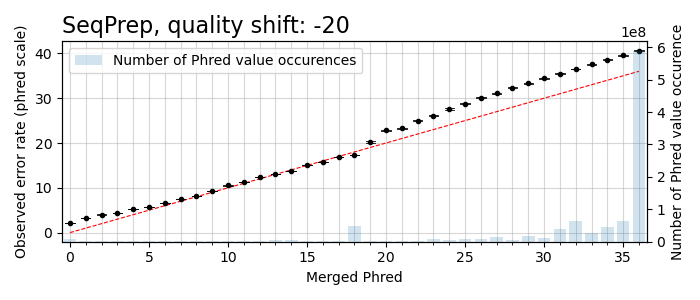 SeqPrep, quality shift: -20
1e8
Number of Phred value occurences
Observed error rate (phred scale)
40
30
20
10
0
6
5
4
3
2
1
0
Number of Phred value occurence
0 5 10 15 20 25 30 35
Merged Phred